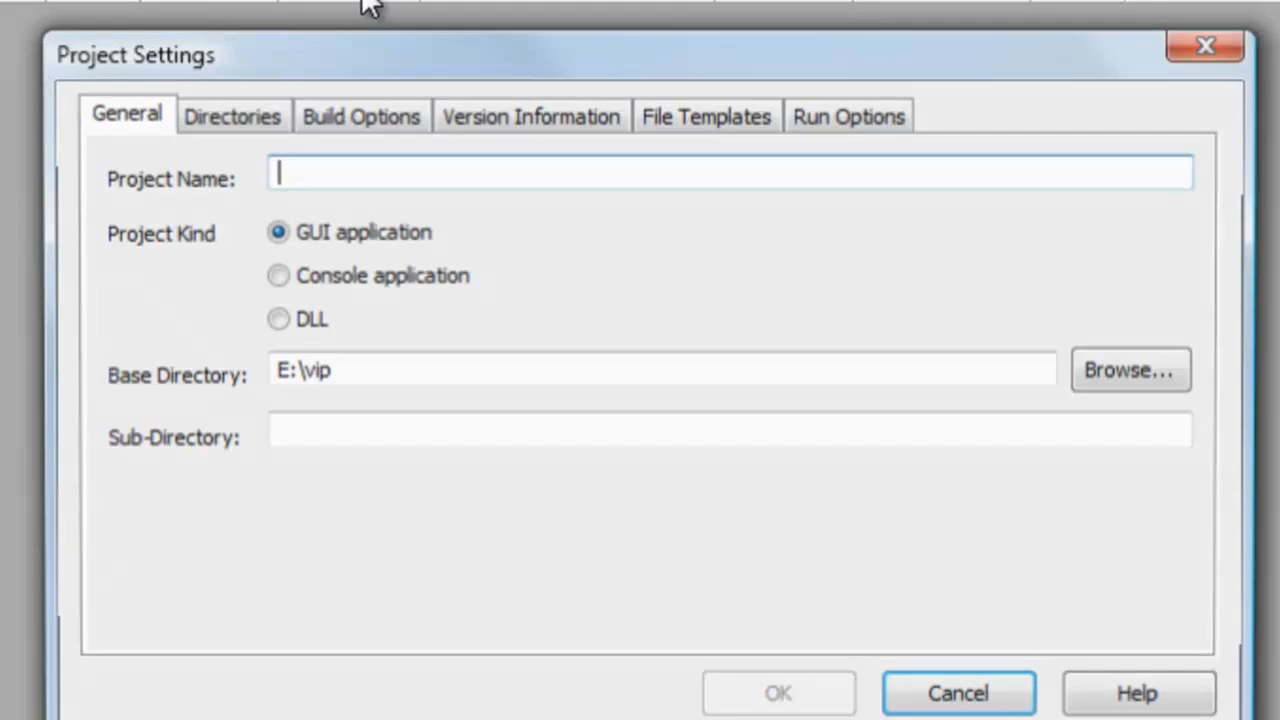 Project Settings
General Directories Build Options Version Information File Templates Run Options
Project Name:
Project Kind GUI application
Console application
DLL
Base Directory: E:\vip Browse...
Sub-Directory:
OK Cancel Help